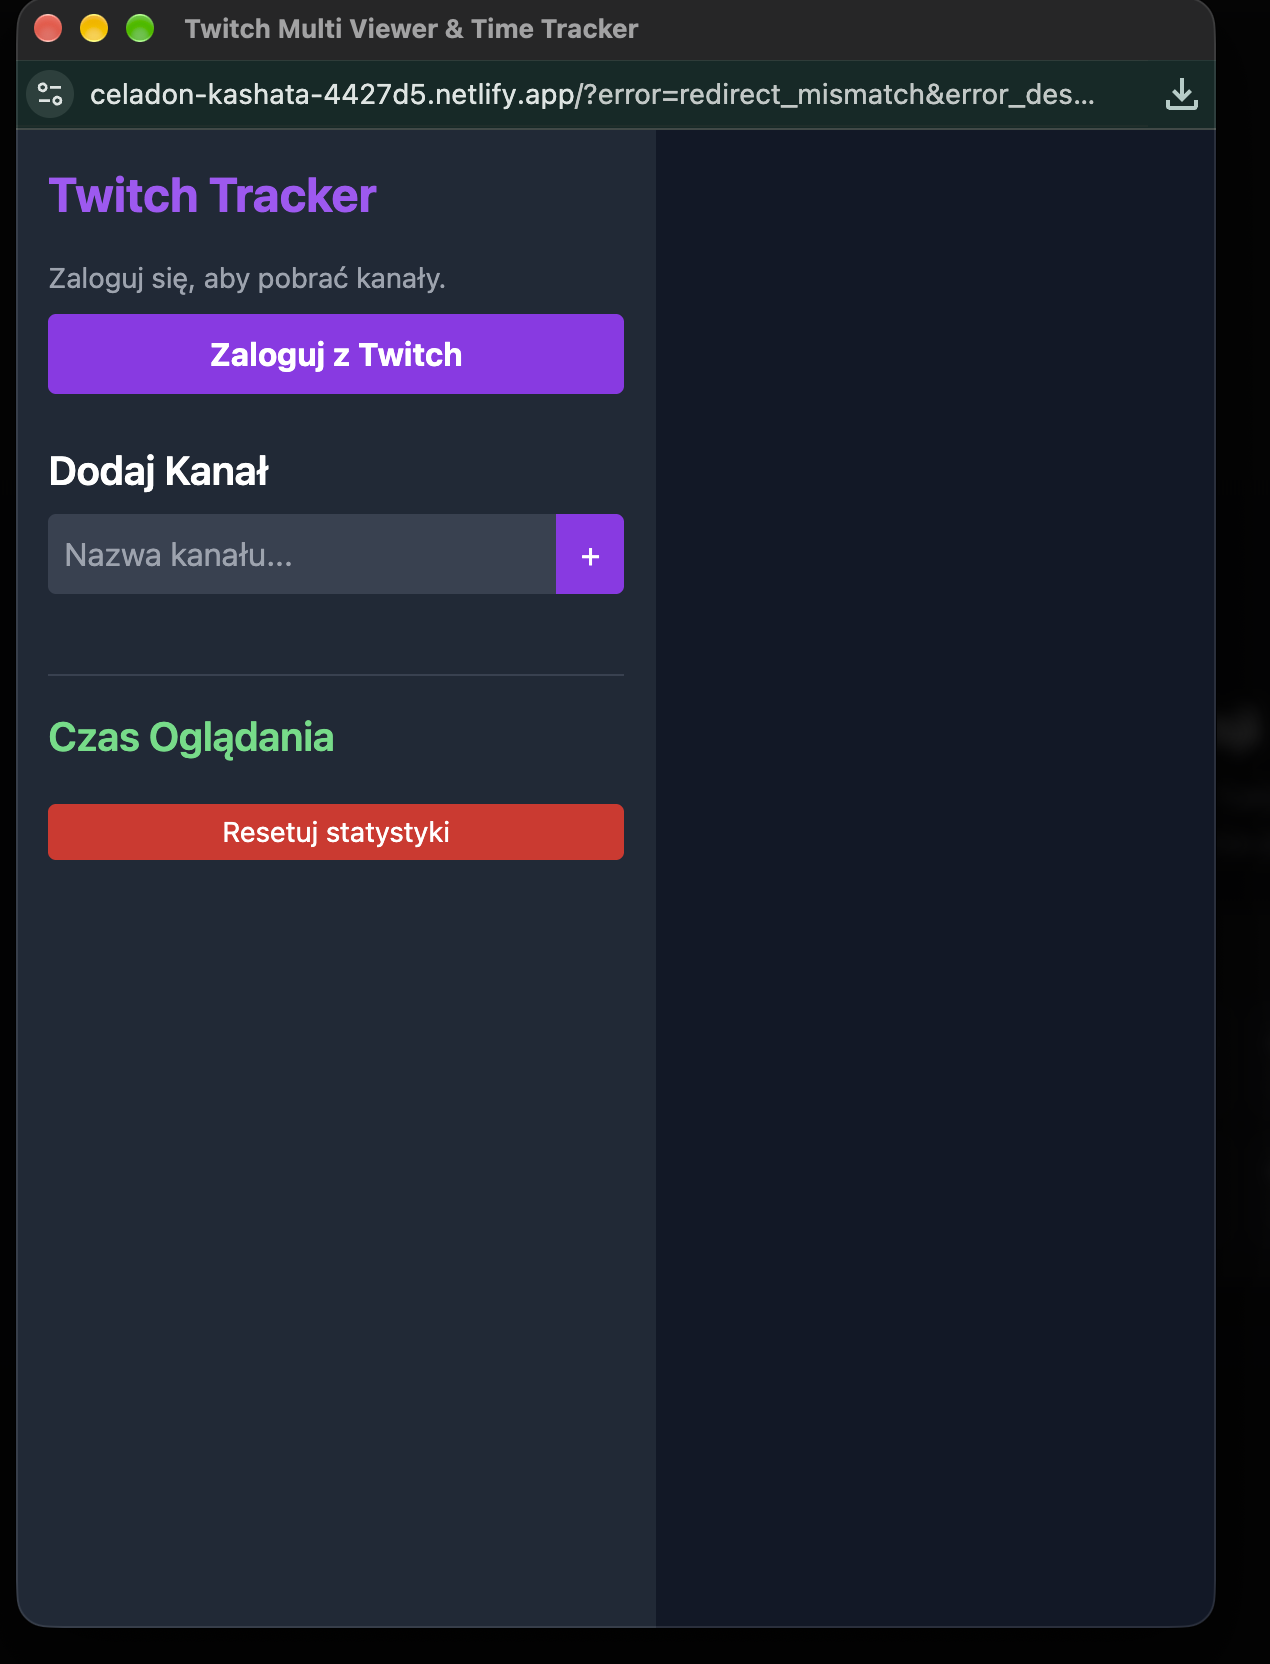 Twitch Multi Viewer & Time Tracker
celadon-kashata-4427d5.netlify.app/?error=redirect_mismatch&error_des...
Twitch Tracker
Zaloguj się, aby pobrać kanały.
Zaloguj z Twitch
Dodaj Kanał
Nazwa kanału...
+
Czas Oglądania
Resetuj statystyki